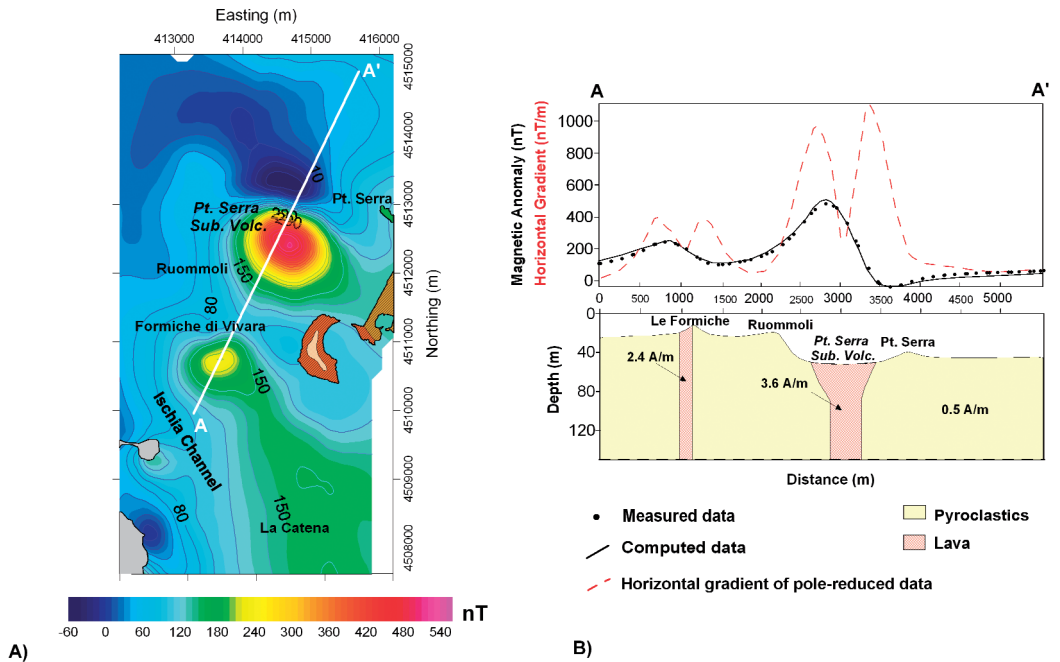 Easting (m)
413000 414000 415000 416000
A'
4515000
4514000
4513000
4512000
4511000
4510000
4509000
4508000
Northing (m)
10
Pt. Serra
Pt. Serra
Sub. Volc.
Ruommoli
150
80
Formiche di Vivara
150
A
Ischia Channel
150
80
La Catena
-60 0 60 120 180 240 300 360 420 480 540
nT
A)
A A'
Magnetic Anomaly (nT)
Horizontal Gradient (nT/m)
1000
800
600
400
200
0
0 500 1000 1500 2000 2500 3000 3500 4000 4500 5000
Depth (m)
0
40
80
120
Le Formiche
Ruommoli
Pt. Serra
Sub. Volc.
Pt. Serra
2.4 A/m
3.6 A/m
0.5 A/m
Distance (m)
Measured data
Computed data
Horizontal gradient of pole-reduced data
Pyroclastics
Lava
B)